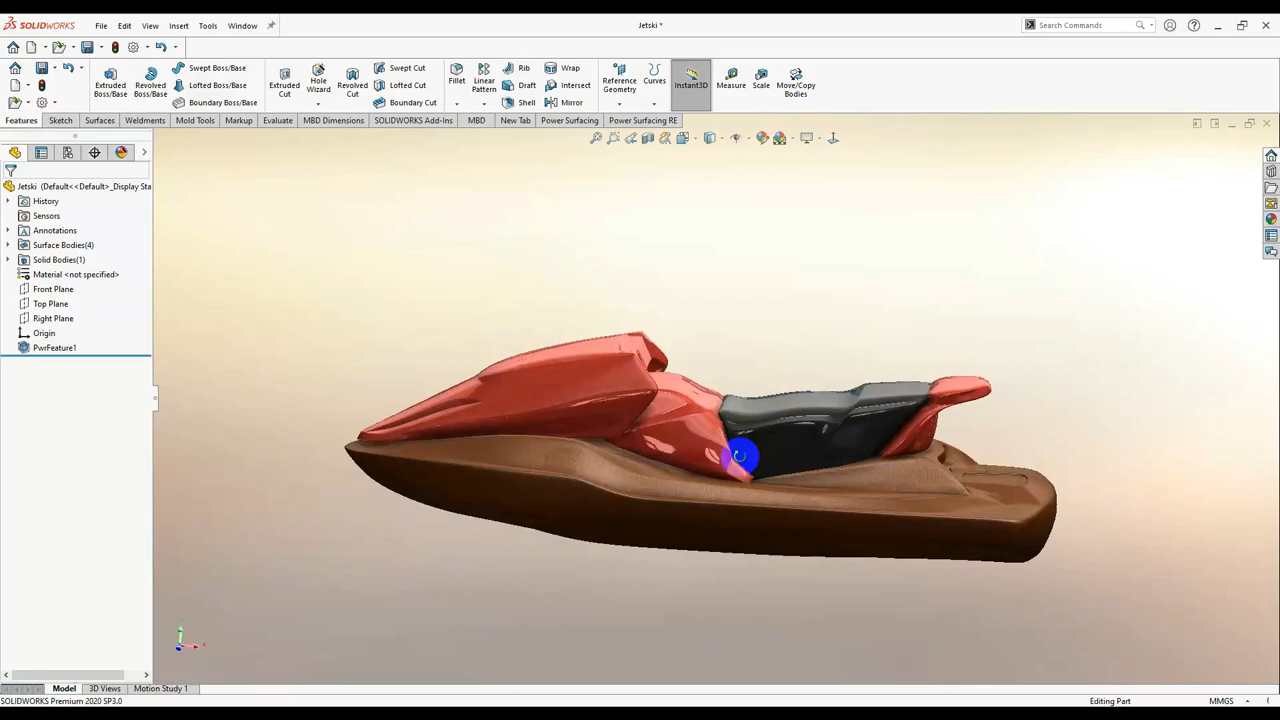 SOLIDWORKS File Edit View Insert Tools Window Jetski * Search Commands
Extruded Boss/Base Revolved Boss/Base Swept Boss/Base Lofted Boss/Base Boundary Boss/Base Extruded Cut Hole Wizard Revolved Cut Swept Cut Lofted Cut Boundary Cut Fillet Linear Pattern Rib Draft Shell Wrap Intersect Mirror Reference Geometry Curves Instant3D Measure Scale Move/Copy Bodies
Features Sketch Surfaces Weldments Mold Tools Markup Evaluate MBD Dimensions SOLIDWORKS Add-Ins MBD New Tab Power Surfacing Power Surfacing RE
Jetski (Default<<Default>_Display Sta
History
Sensors
Annotations
Surface Bodies(4)
Solid Bodies(1)
Material <not specified>
Front Plane
Top Plane
Right Plane
Origin
PwrFeature1
Model 3D Views Motion Study 1
SOLIDWORKS Premium 2020 SP3.0 Editing Part MMGS